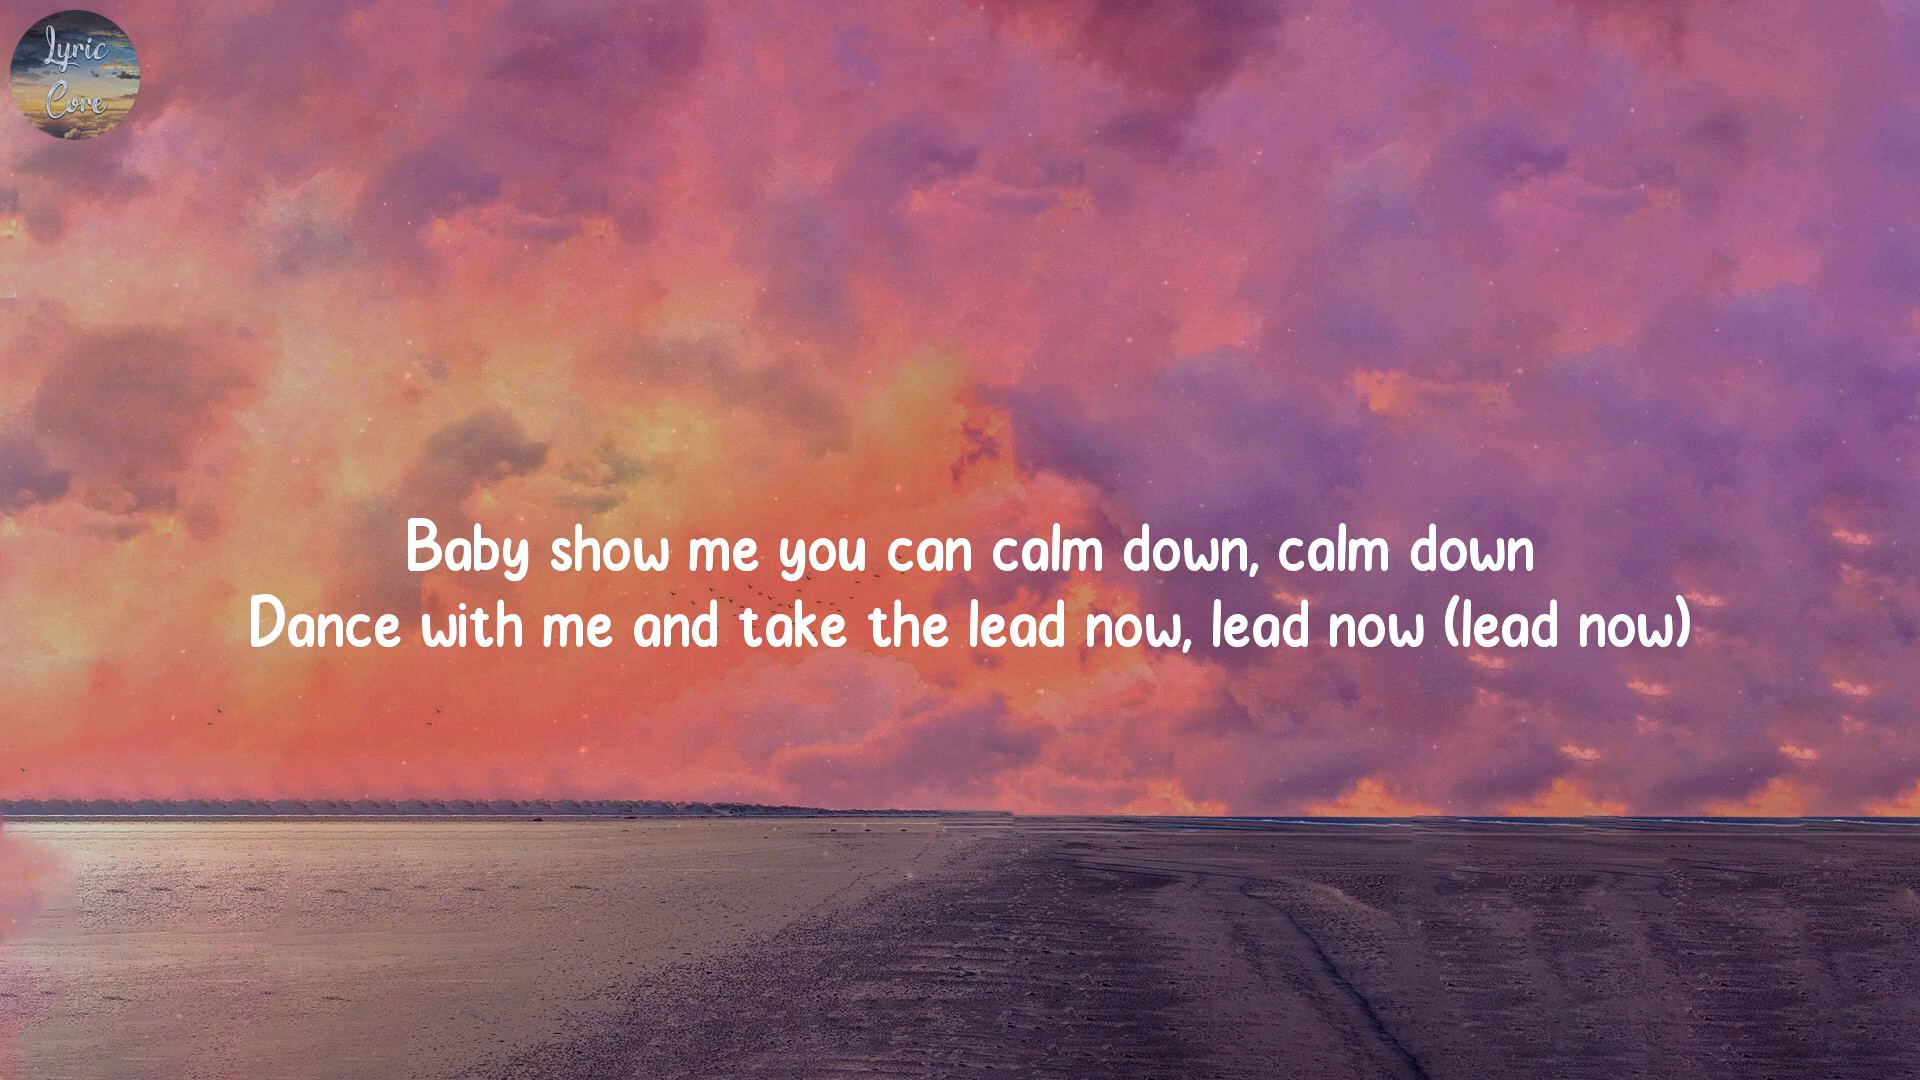 Lyric
Core
Baby show me you can calm down, calm down
Dance with me and take the lead now, lead now (lead now)